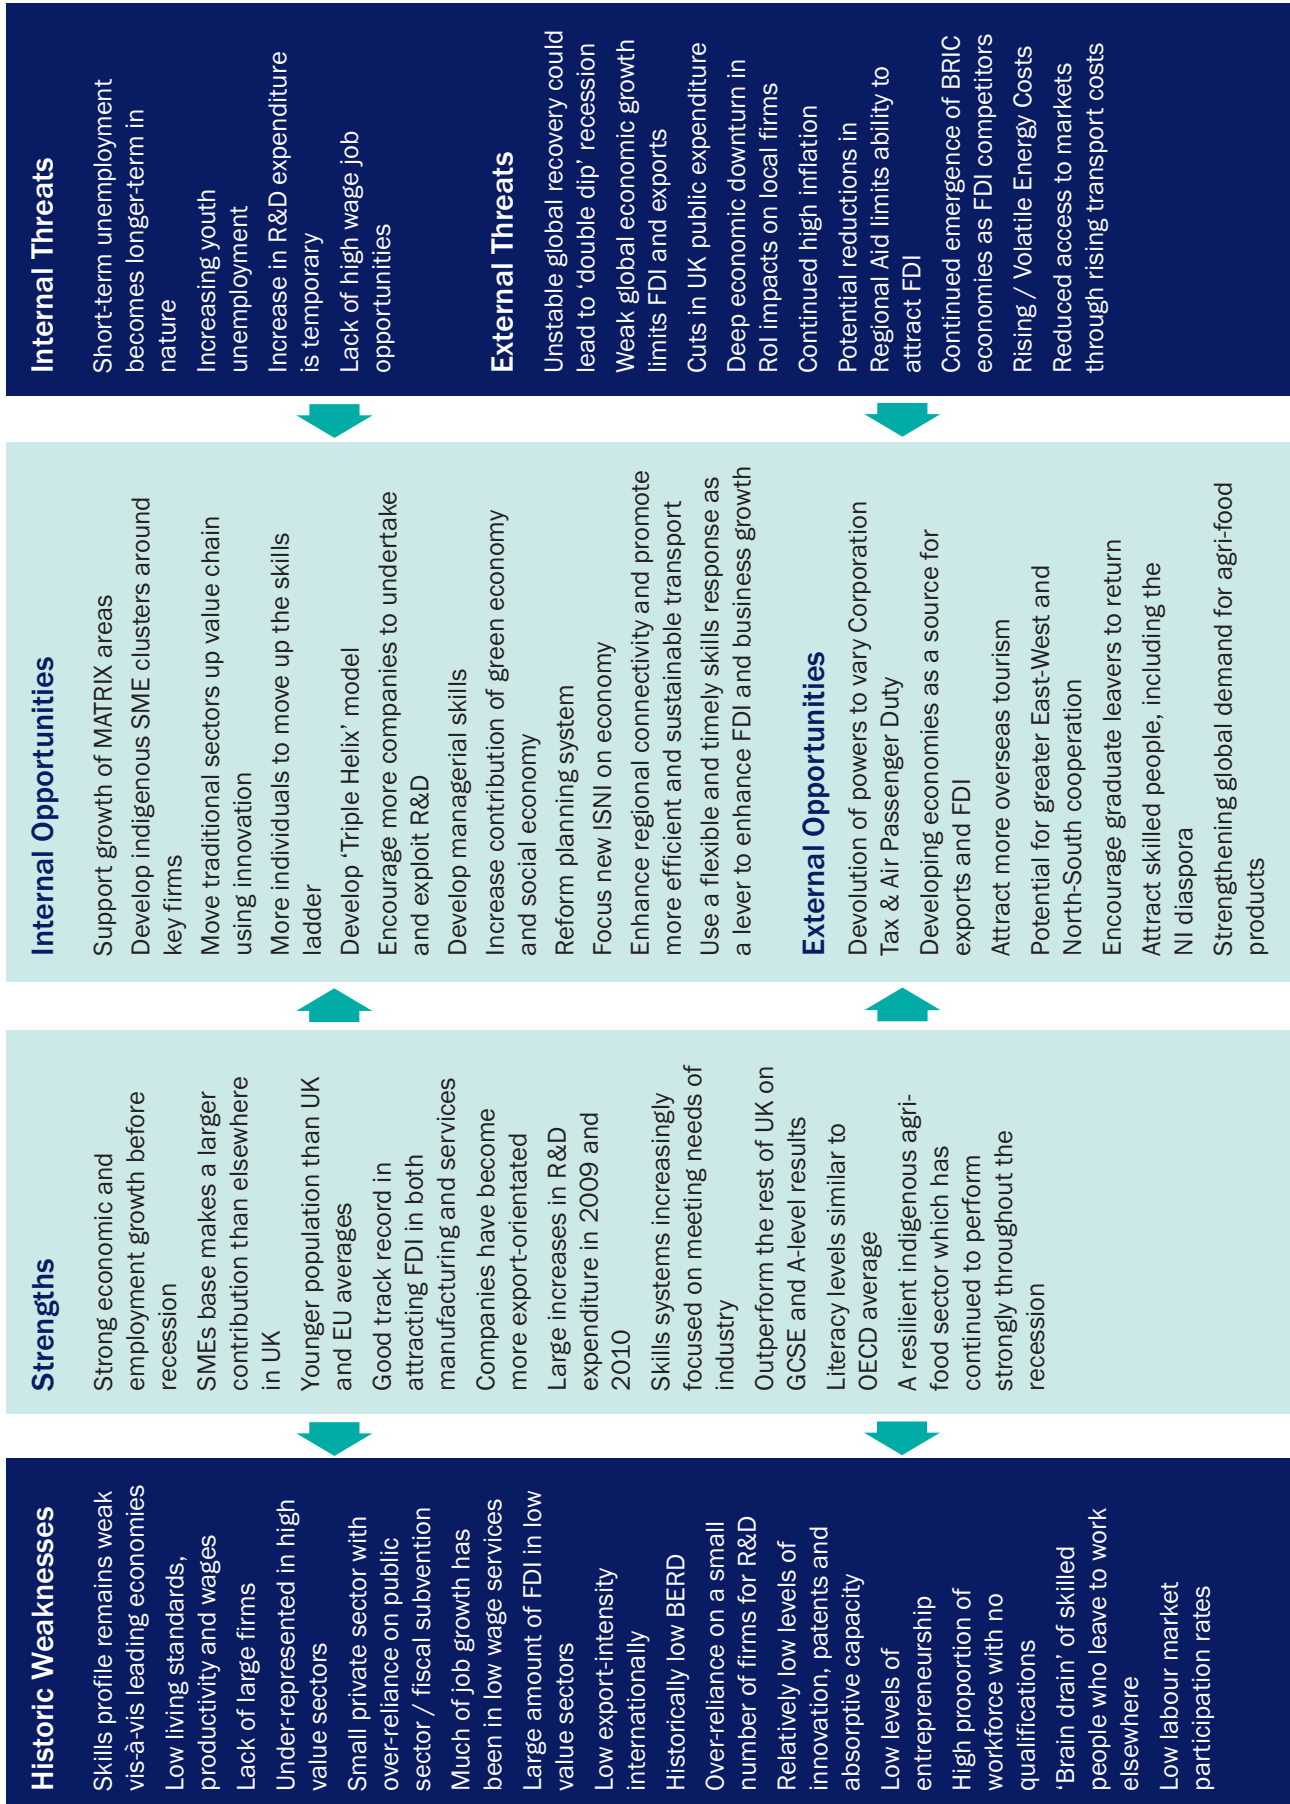 Historic Weaknesses
Skills profile remains weak
vis-à-vis leading economies
Low living standards,
productivity and wages
Lack of large firms
Under-represented in high
value sectors
Small private sector with
over-reliance on public
sector / fiscal subvention
Much of job growth has
been in low wage services
Large amount of FDI in low
value sectors
Low export-intensity
internationally
Historically low BERD
Over-reliance on a small
number of firms for R&D
Relatively low levels of
innovation, patents and
absorptive capacity
Low levels of
entrepreneurship
High proportion of
workforce with no
qualifications
‘Brain drain’ of skilled
people who leave to work
elsewhere
Low labour market
participation rates
Strengths
Strong economic and
employment growth before
recession
SMEs base makes a larger
contribution than elsewhere
in UK
Younger population than UK
and EU averages
Good track record in
attracting FDI in both
manufacturing and services
Companies have become
more export-orientated
Large increases in R&D
expenditure in 2009 and
2010
Skills systems increasingly
focused on meeting needs of
industry
Outperform the rest of UK on
GCSE and A-level results
Literacy levels similar to
OECD average
A resilient indigenous agri-
food sector which has
continued to perform
strongly throughout the
recession
Internal Opportunities
Support growth of MATRIX areas
Develop indigenous SME clusters around
key firms
Move traditional sectors up value chain
using innovation
More individuals to move up the skills
ladder
Develop ‘Triple Helix’ model
Encourage more companies to undertake
and exploit R&D
Develop managerial skills
Increase contribution of green economy
and social economy
Reform planning system
Focus new ISNI on economy
Enhance regional connectivity and promote
more efficient and sustainable transport
Use a flexible and timely skills response as
a lever to enhance FDI and business growth
External Opportunities
Devolution of powers to vary Corporation
Tax & Air Passenger Duty
Developing economies as a source for
exports and FDI
Attract more overseas tourism
Potential for greater East-West and
North-South cooperation
Encourage graduate leavers to return
Attract skilled people, including the
NI diaspora
Strengthening global demand for agri-food
products
Internal Threats
Short-term unemployment
becomes longer-term in
nature
Increasing youth
unemployment
Increase in R&D expenditure
is temporary
Lack of high wage job
opportunities
External Threats
Unstable global recovery could
lead to ‘double dip’ recession
Weak global economic growth
limits FDI and exports
Cuts in UK public expenditure
Deep economic downturn in
RoI impacts on local firms
Continued high inflation
Potential reductions in
Regional Aid limits ability to
attract FDI
Continued emergence of BRIC
economies as FDI competitors
Rising / Volatile Energy Costs
Reduced access to markets
through rising transport costs